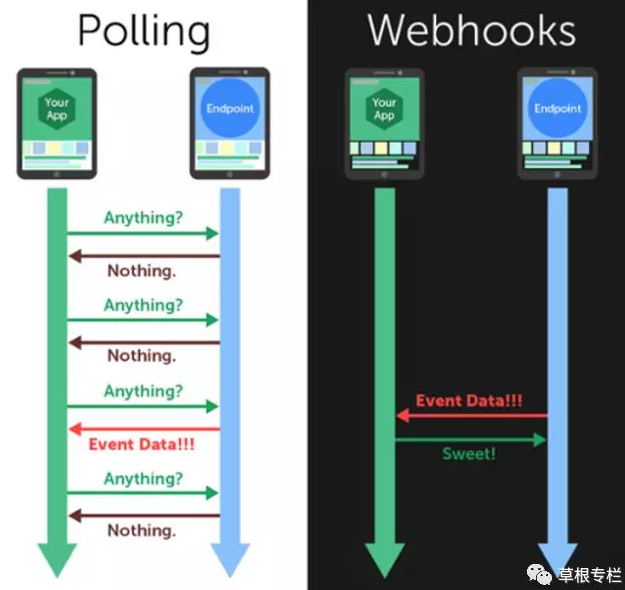 Polling
Your
App
Endpoint
Anything?
Nothing.
Anything?
Nothing.
Anything?
Event Data!!!
Anything?
Nothing.
Webhooks
Your
App
Endpoint
Event Data!!!
Sweet!
草根专栏